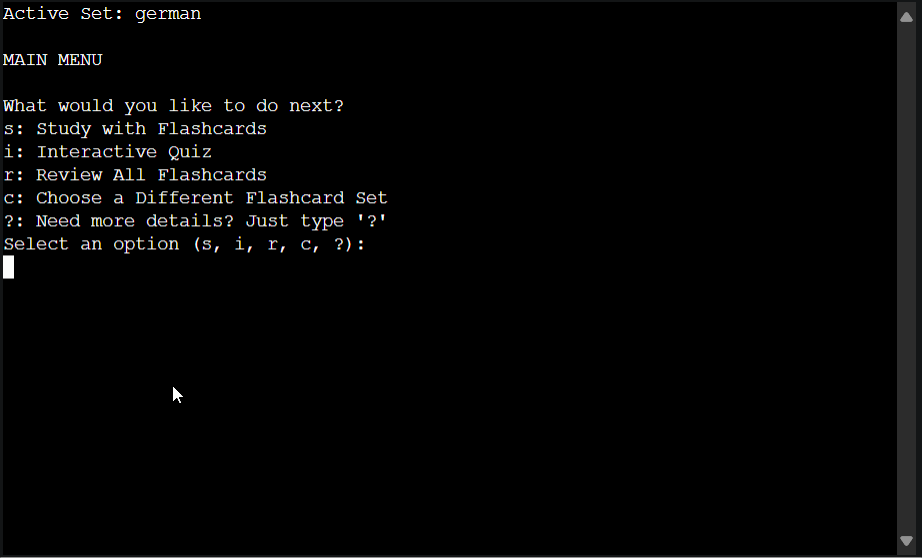 Active Set: german
MAIN MENU
What would you like to do next?
s: Study with Flashcards
i: Interactive Quiz
r: Review All Flashcards
c: Choose a Different Flashcard Set
?: Need more details? Just type '?'
Select an option (s, i, r, c, ?):